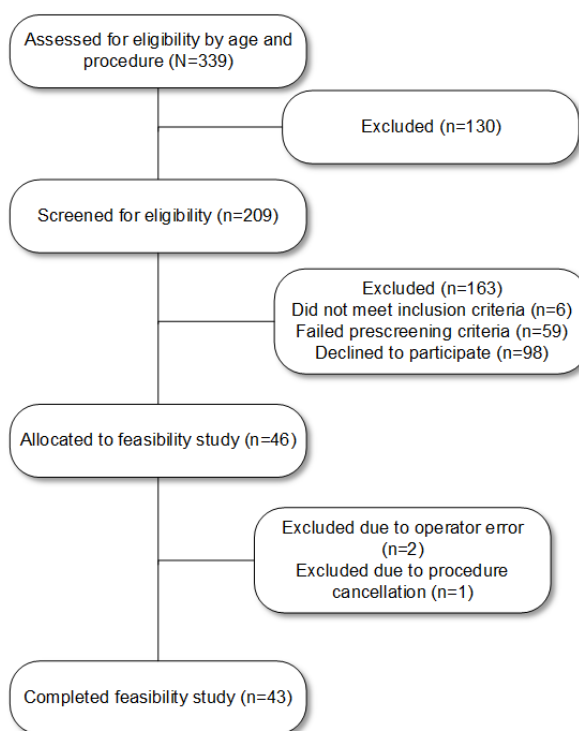 Assessed for eligibility by age and
procedure (N=339)
Excluded (n=130)
Screened for eligibility (n=209)
Excluded (n=163)
Did not meet inclusion criteria (n=6)
Failed prescreening criteria (n=59)
Declined to participate (n=98)
Allocated to feasibility study (n=46)
Excluded due to operator error
(n=2)
Excluded due to procedure
cancellation (n=1)
Completed feasibility study (n=43)